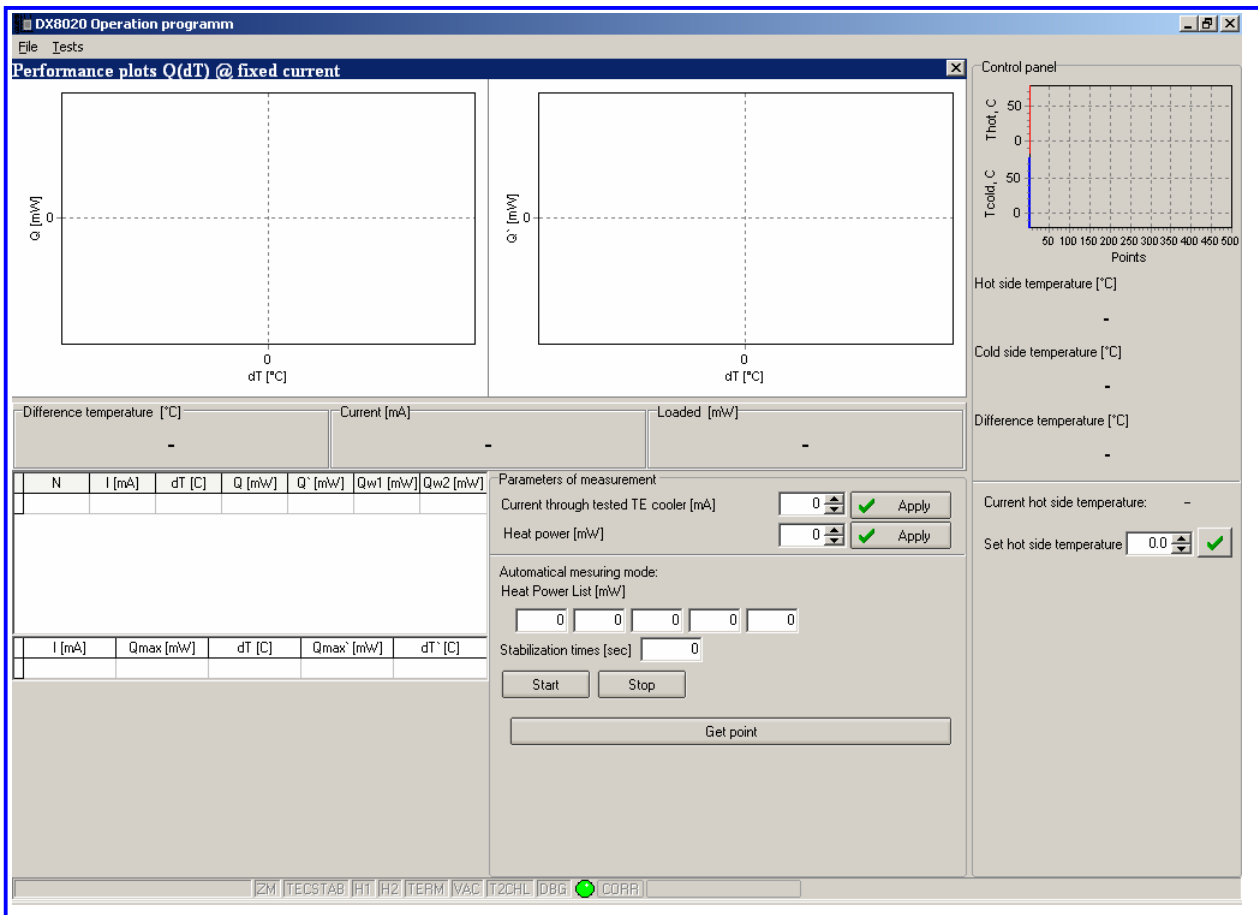 DX8020 Operation programm
File Tests
Performance plots Q(dT) @ fixed current
Q [mW]
0
0
dT [°C]
Q` [mW]
0
0
dT [°C]
Control panel
Thot, C
50
0
Tcold, C
50
0
50 100 150 200 250 300 350 400 450 500
Points
Hot side temperature [°C]
-
Cold side temperature [°C]
-
Difference temperature [°C]
-
Current hot side temperature: -
Set hot side temperature 0.0
Difference temperature [°C] Current [mA] Loaded [mW]
- - -
N I [mA] dT [C] Q [mW] Q` [mW] Qw1 [mW] Qw2 [mW]
I [mA] Qmax [mW] dT [C] Qmax` [mW] dT` [C]
Parameters of measurement
Current through tested TE cooler [mA] 0 Apply
Heat power [mW] 0 Apply
Automatical mesuring mode:
Heat Power List [mW]
0 0 0 0 0
Stabilization times [sec] 0
Start Stop
Get point
ZM TECSTAB H1 H2 TERM VAC T2CHL DBG CORR